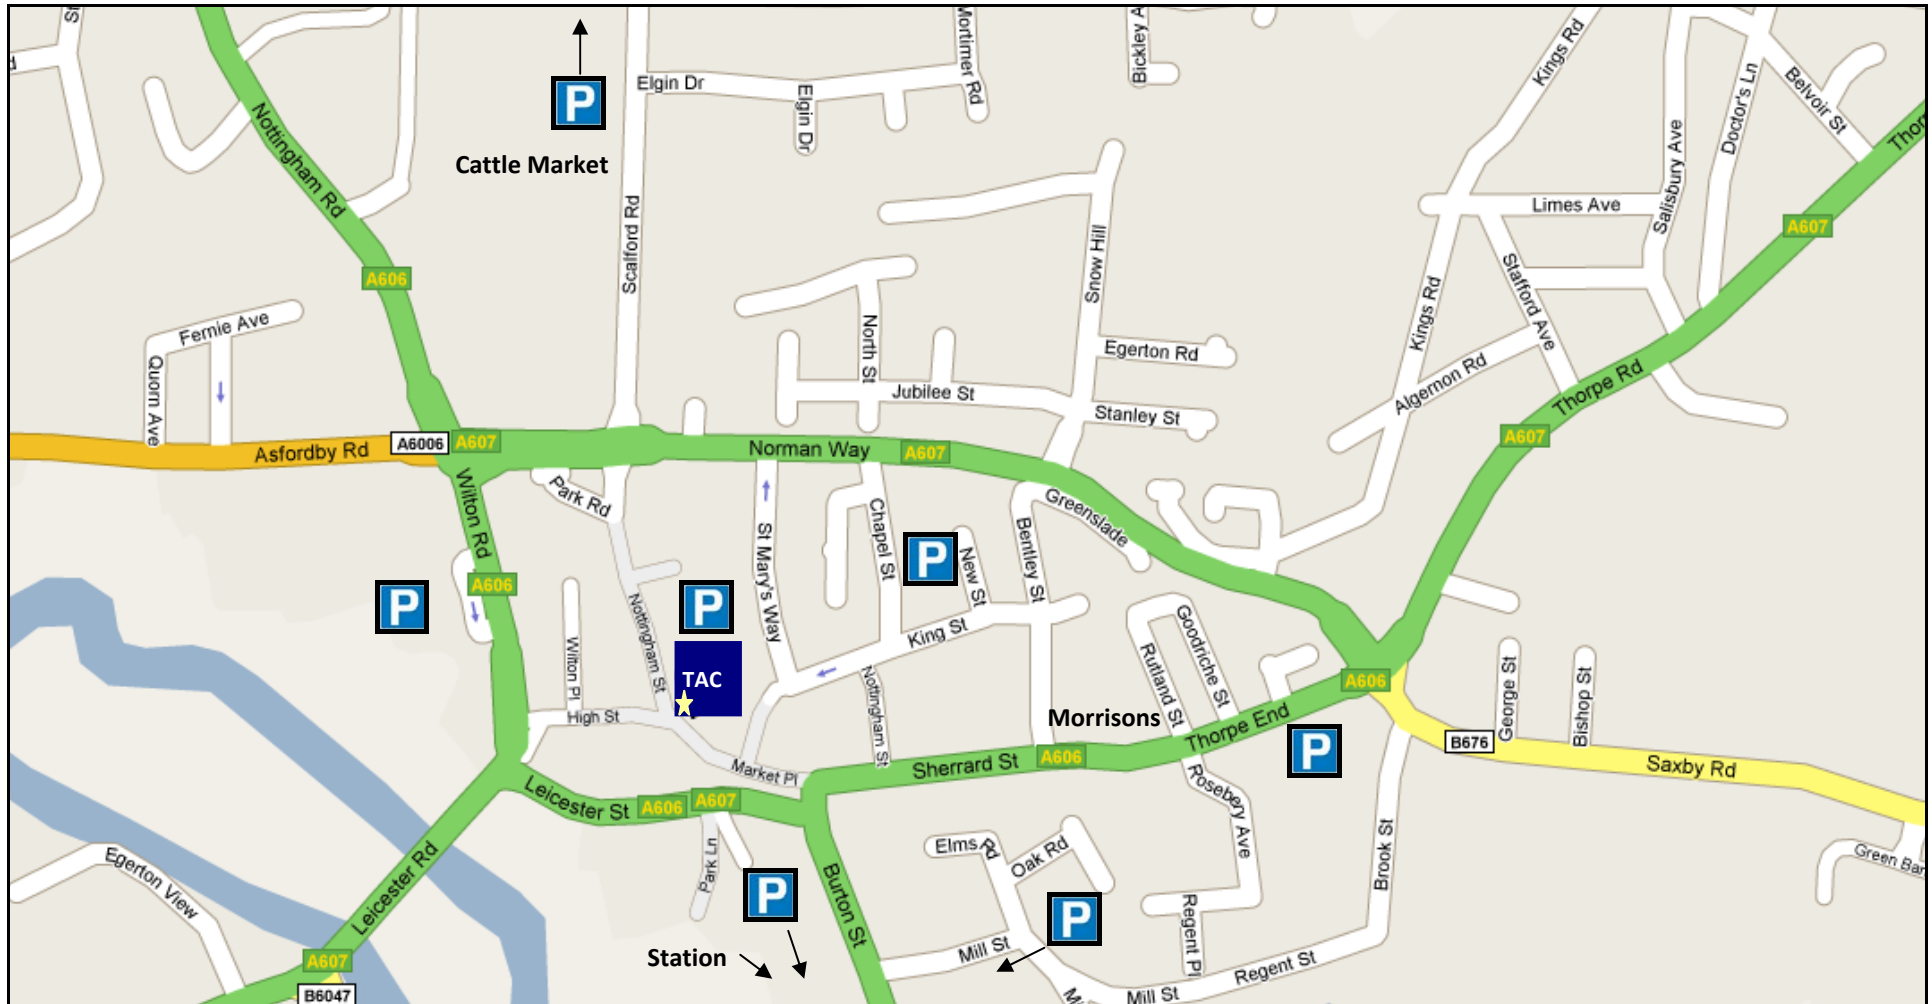 St
Mortimer Rd
Bickley A
Kings Rd
Doctor's Ln
Belvoir St
Elgin Dr
Elgin Dr
P
Cattle Market
Nottingham Rd
Scalford Rd
Salisbury Ave
Thor
Limes Ave
A607
A606
Snow Hill
Stafford Ave
Kings Rd
Fernie Ave
Quorn Ave
North St
Egerton Rd
Jubilee St
Stanley St
Algernon Rd
Thorpe Rd
A607
Asfordby Rd
A6006
A607
Norman Way
A607
Wilton Rd
Park Rd
St Mary's Way
Chapel St
P
New St
Bentley St
Greenslade
A606
P
P
Nottingham St
King St
Goodriche St
Rutland St
Wilton Pl
TAC
Nottingham St
High St
Morrisons
Thorpe End
A606
P
George St
Bishop St
B676
Saxby Rd
Market Pl
Sherrard St
A606
Leicester St
A606
A607
Rosebery Ave
Park Ln
P
Burton St
Elms Rd
Oak Rd
P
Brook St
Green Bar
Egerton View
Leicester Rd
Station
Mill St
Regent Pl
Regent St
A607
B6047
M
Mill St